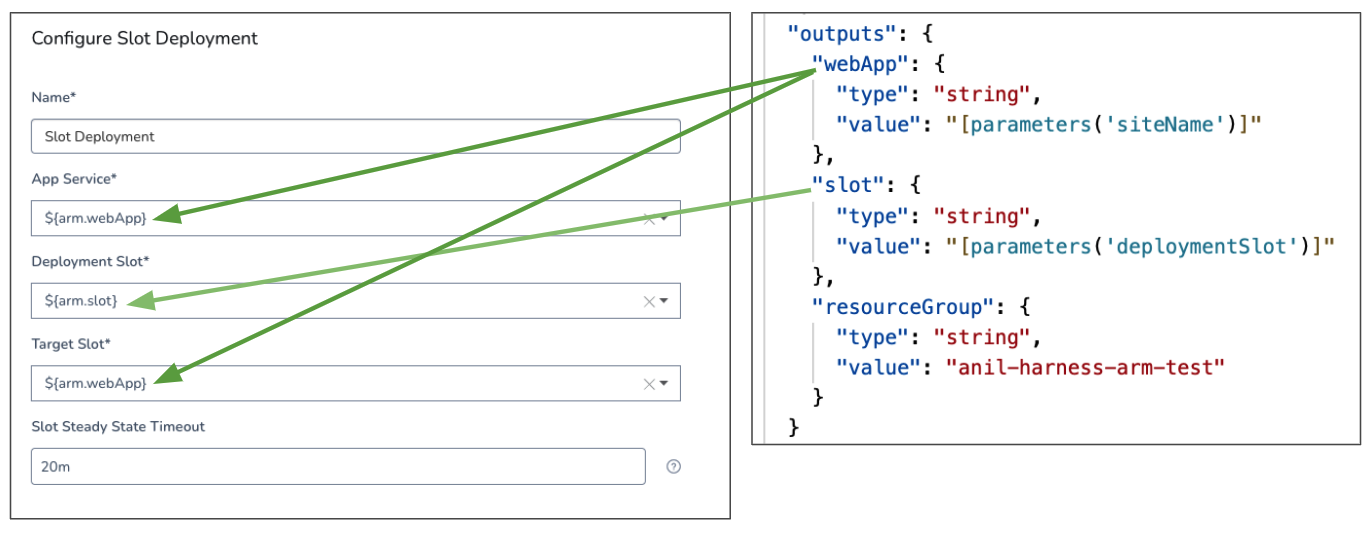 Configure Slot Deployment
Name*
Slot Deployment
App Service*
${arm.webApp}
Deployment Slot*
${arm.slot}
Target Slot*
${arm.webApp}
Slot Steady State Timeout
20m
?
"outputs": {
"webApp": {
"type": "string",
"value": "[parameters('siteName')]"
},
"slot": {
"type": "string",
"value": "[parameters('deploymentSlot')]"
},
"resourceGroup": {
"type": "string",
"value": "anil-harness-arm-test"
}
}